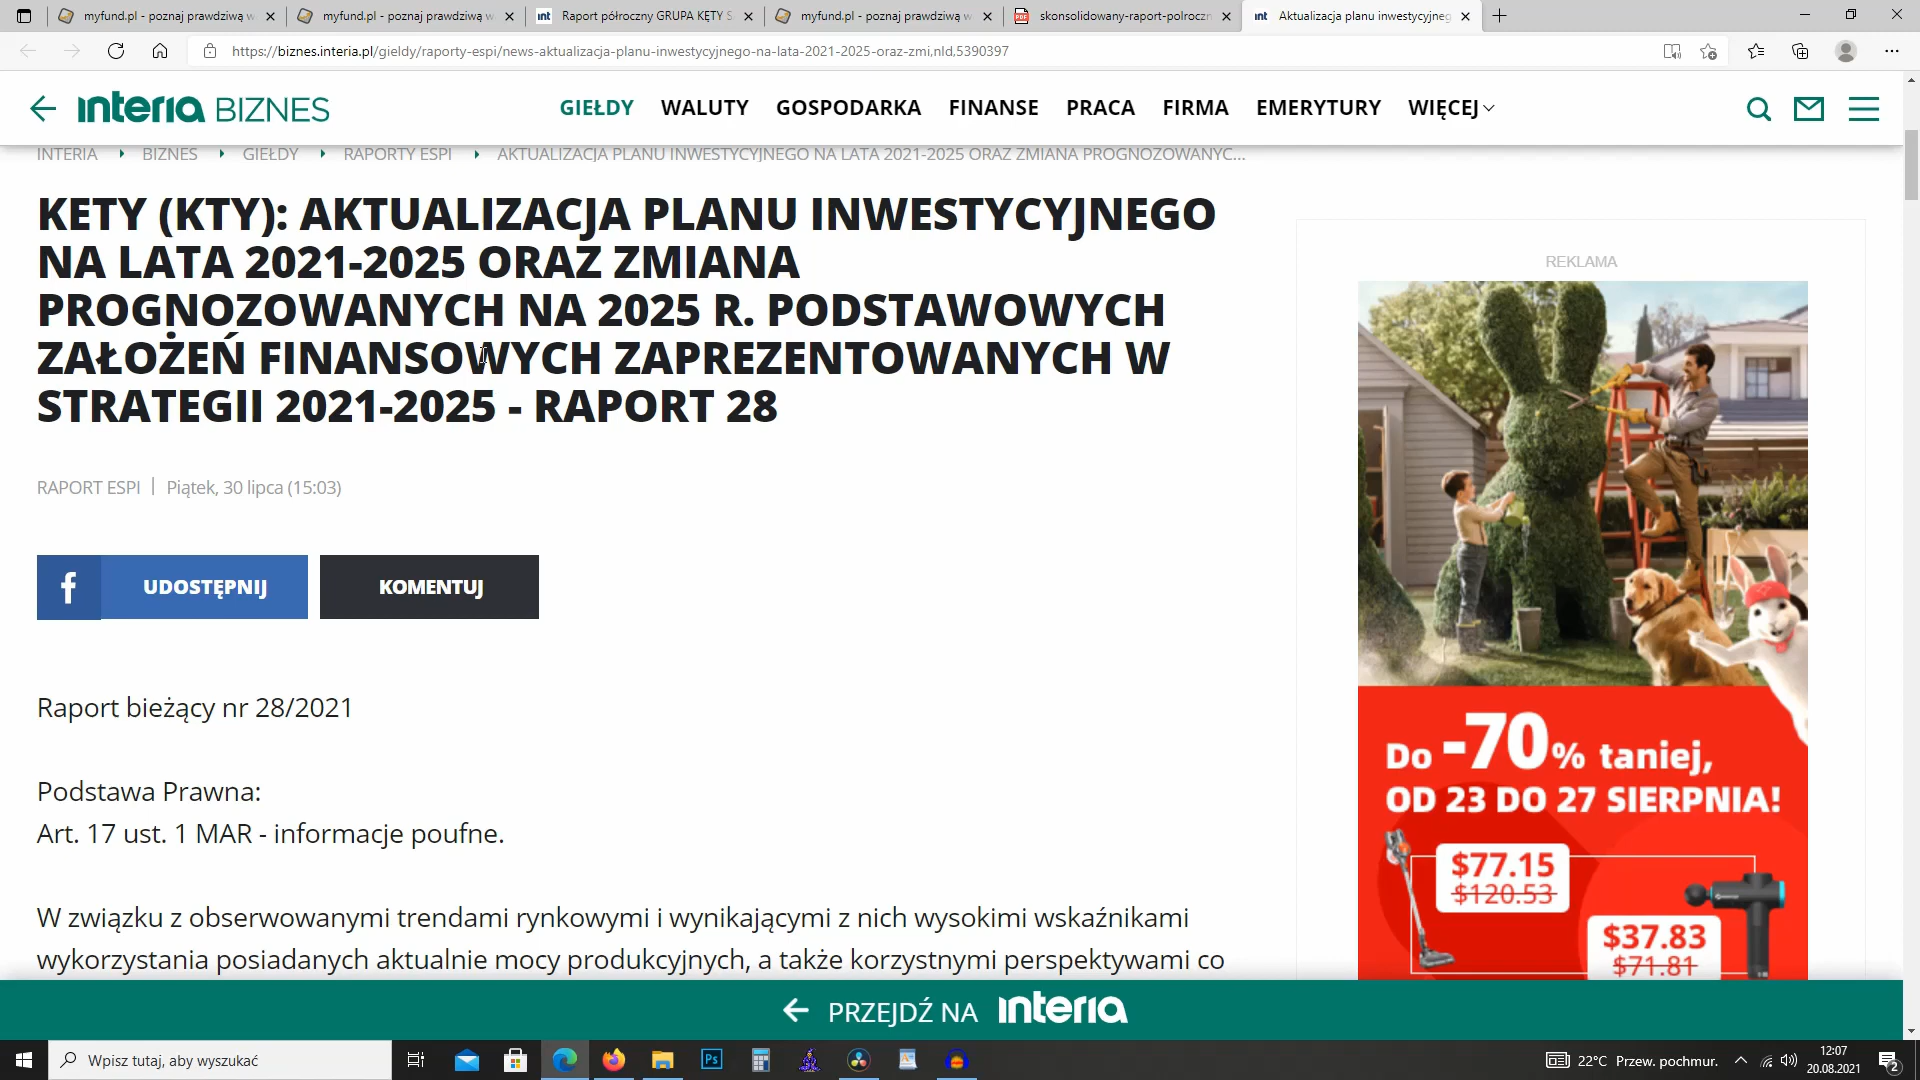 myfund.pl - poznaj prawdziwą w
myfund.pl - poznaj prawdziwą w
int Raport półroczny GRUPA KĘTY S
myfund.pl - poznaj prawdziwą w
PDF skonsolidowany-raport-polroczn
int Aktualizacja planu inwestycyjneg
https://biznes.interia.pl/gieldy/raporty-espi/news-aktualizacja-planu-inwestycyjnego-na-lata-2021-2025-oraz-zmi,nld,5390397
interia BIZNES
GIEŁDY WALUTY GOSPODARKA FINANSE PRACA FIRMA EMERYTURY WIĘCEJ
INTERIA BIZNES GIEŁDY RAPORTY ESPI AKTUALIZACJA PLANU INWESTYCYJNEGO NA LATA 2021-2025 ORAZ ZMIANA PROGNOZOWANYC...
KETY (KTY): AKTUALIZACJA PLANU INWESTYCYJNEGO
NA LATA 2021-2025 ORAZ ZMIANA
PROGNOZOWANYCH NA 2025 R. PODSTAWOWYCH
ZAŁOŻEŃ FINANSOWYCH ZAPREZENTOWANYCH W
STRATEGII 2021-2025 - RAPORT 28
RAPORT ESPI | Piątek, 30 lipca (15:03)
f UDOSTĘPNIJ
KOMENTUJ
Raport bieżący nr 28/2021
Podstawa Prawna:
Art. 17 ust. 1 MAR - informacje poufne.
W związku z obserwowanymi trendami rynkowymi i wynikającymi z nich wysokimi wskaźnikami
wykorzystania posiadanych aktualnie mocy produkcyjnych, a także korzystnymi perspektywami co
REKLAMA
Do -70% taniej,
OD 23 DO 27 SIERPNIA!
$77.15
$120.53
$37.83
$71.81
PRZEJDŹ NA interia
Wpisz tutaj, aby wyszukać
Ps
22°C Przew. pochmur.
12:07
20.08.2021
2